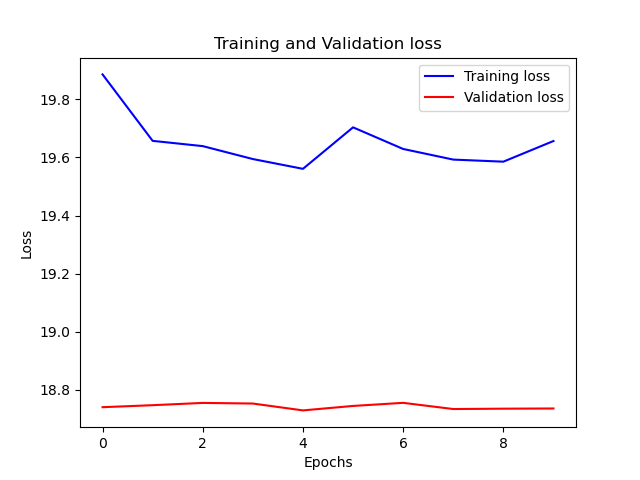 Training and Validation loss
Training loss
Validation loss
19.8
19.6
19.4
19.2
19.0
18.8
Loss
0 2 4 6 8
Epochs